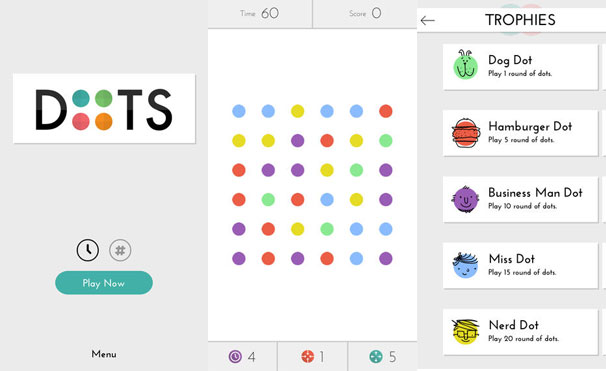 D TS
Play Now
Menu
Time 60 Score 0
4 1 5
TROPHIES
Dog Dot
Play 1 round of dots.
Hamburger Dot
Play 5 round of dots.
Business Man Dot
Play 10 round of dots.
Miss Dot
Play 15 round of dots.
Nerd Dot
Play 20 round of dots.